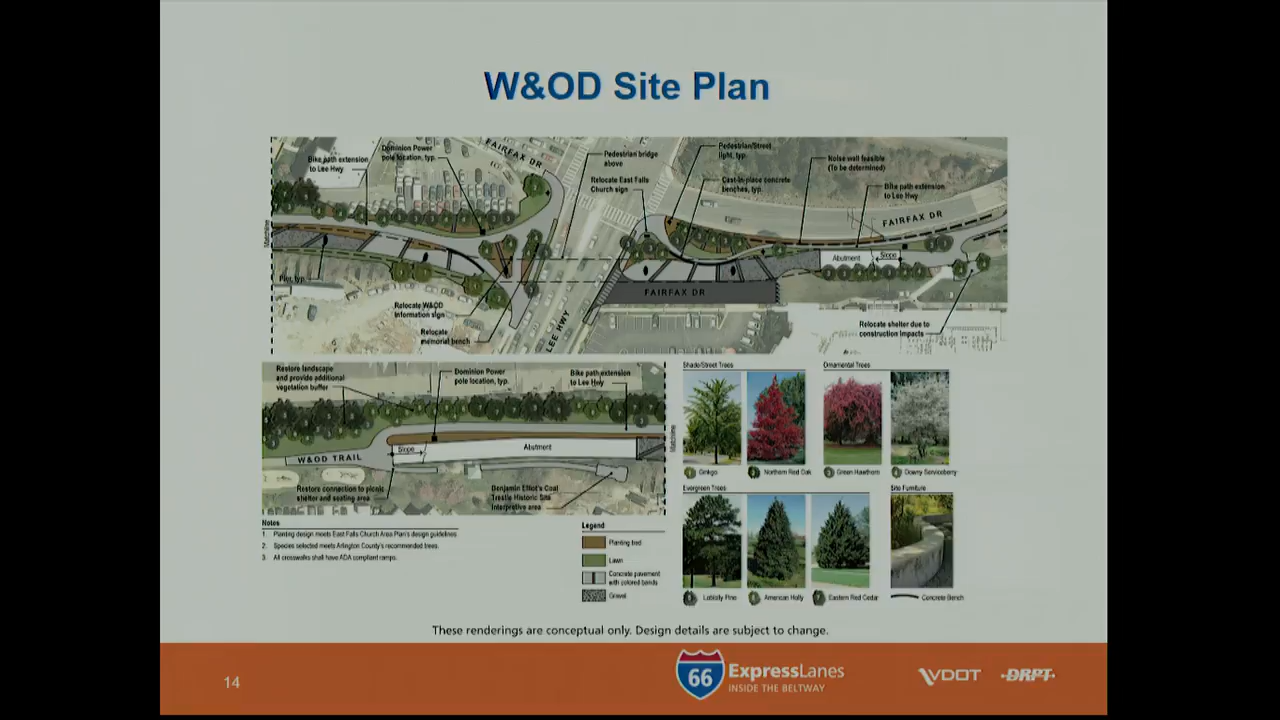 W&OD Site Plan
FAIRFAX DR
Dominion Power
pole location, typ.
Bike path extension
to Lee Hwy
Pedestrian bridge
above
Relocate East Falls
Church sign
Pedestrian/Street
light, typ.
Cast-in-place concrete
benches, typ.
Noise wall feasible
(To be determined)
Bike path extension
to Lee Hwy
FAIRFAX DR
Matchline
Pier, typ.
Abutment
Slope
FAIRFAX DR
Relocate W&OD
Information sign
Relocate
memorial bench
LEE HWY
Relocate shelter due to
construction impacts
Restore landscape
and provide additional
vegetation buffer
Dominion Power
pole location, typ.
Bike path extension
to Lee Hwy
Matchline
Slope
Abutment
W&OD TRAIL
Restore connection to picnic
shelter and seating area
Benjamin Elliot's Coal
Trestle Historic Site
Interpretive area
Shade/Street Trees
Ornamental Trees
1 Ginkgo
2 Northern Red Oak
3 Green Hawthorn
4 Downy Serviceberry
Evergreen Trees
Site Furniture
5 Loblolly Pine
6 American Holly
7 Eastern Red Cedar
Concrete Bench
Notes
1. Planting design meets East Falls Church Area Plan's design guidelines.
2. Species selected meets Arlington County's recommended trees.
3. All crosswalks shall have ADA compliant ramps.
Legend
Planting bed
Lawn
Concrete pavement
with colored bands
Gravel
These renderings are conceptual only. Design details are subject to change.
14
66
ExpressLanes
INSIDE THE BELTWAY
VDOT
DRPT